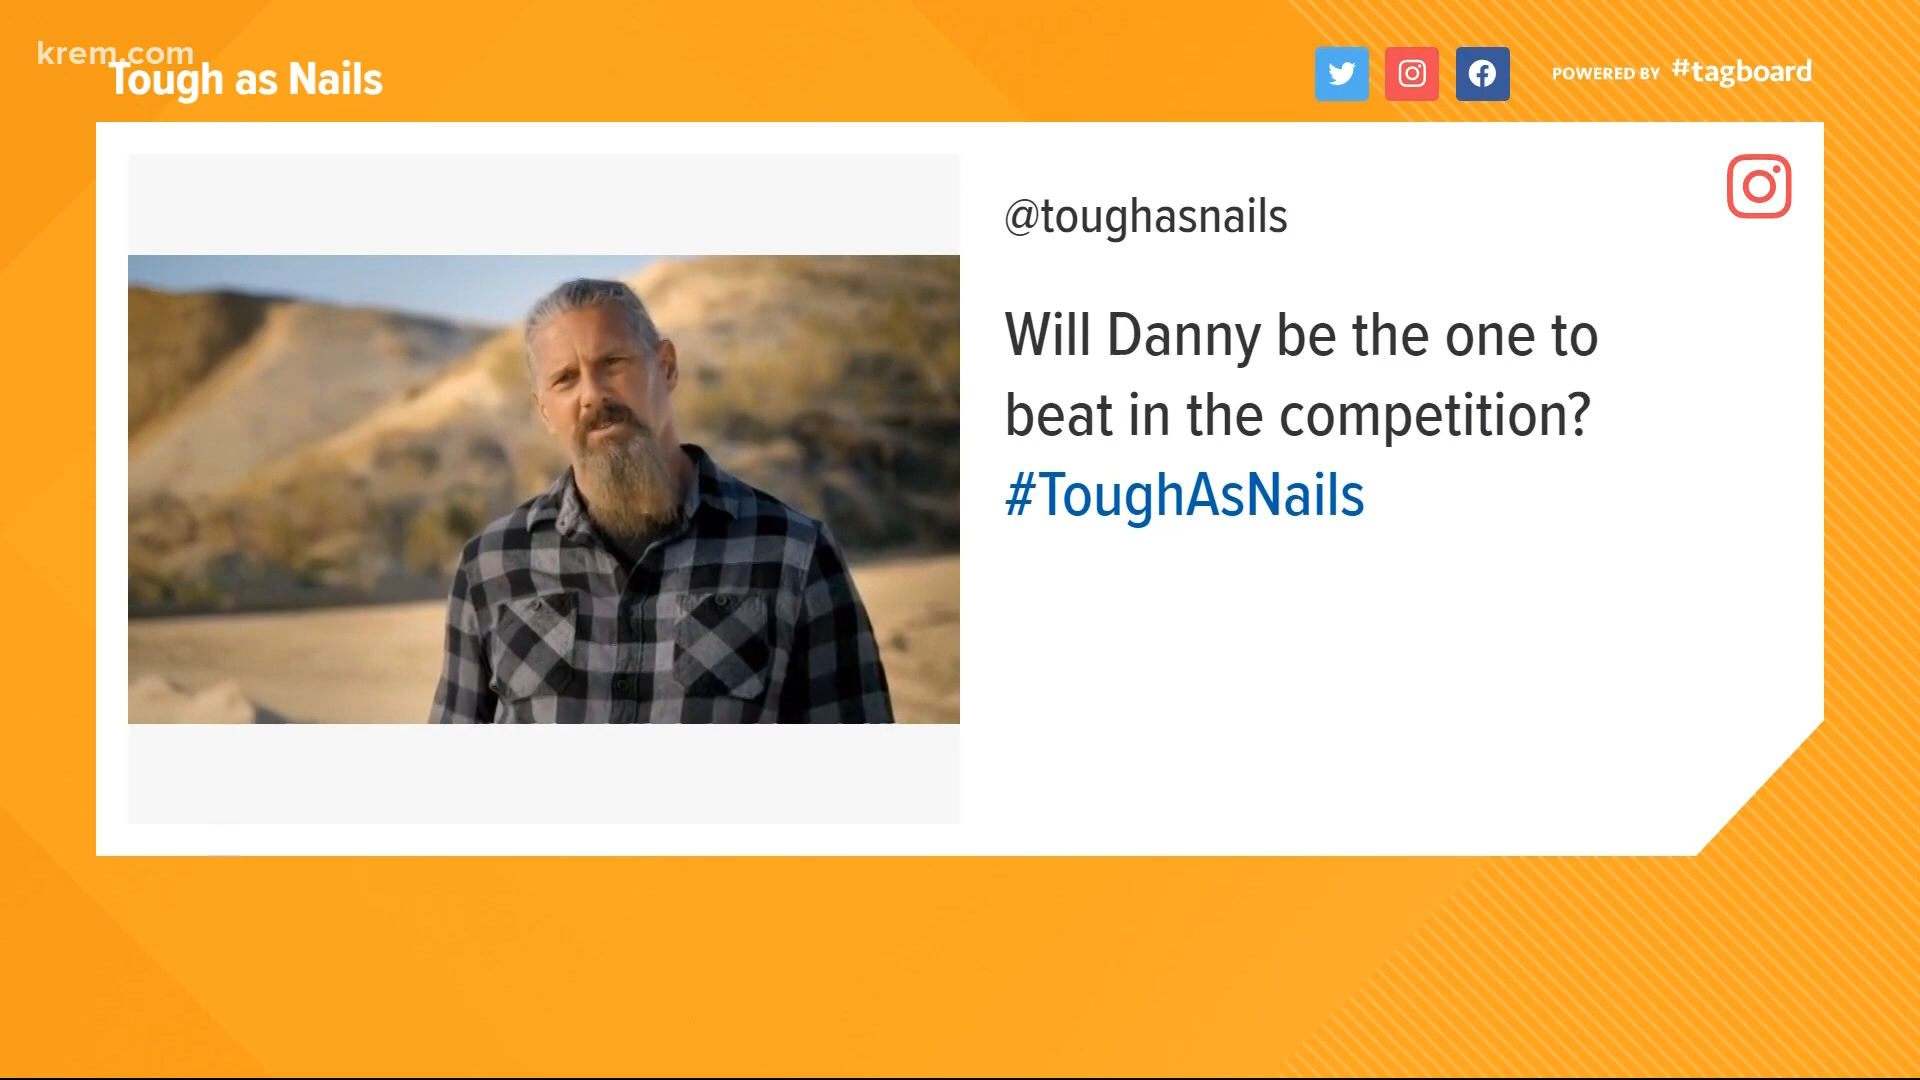 krem.com
Tough as Nails
POWERED BY #tagboard
@toughasnails
Will Danny be the one to
beat in the competition?
#ToughAsNails